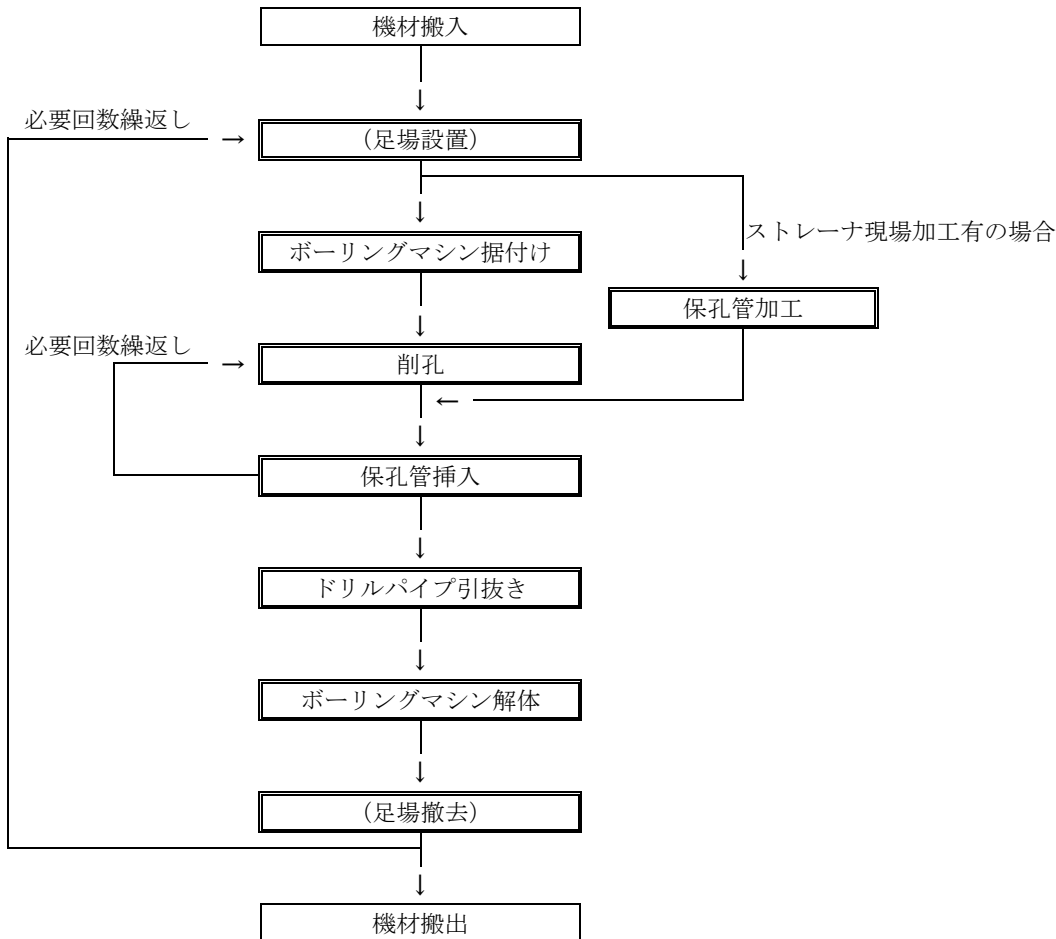 機材搬入
↓
必要回数繰返し
→
(足場設置)
↓
ストレーナ現場加工有の場合
ボーリングマシン据付け
↓
保孔管加工
↓
必要回数繰返し
→
削孔
←
↓
保孔管挿入
↓
ドリルパイプ引抜き
↓
ボーリングマシン解体
↓
(足場撤去)
↓
機材搬出